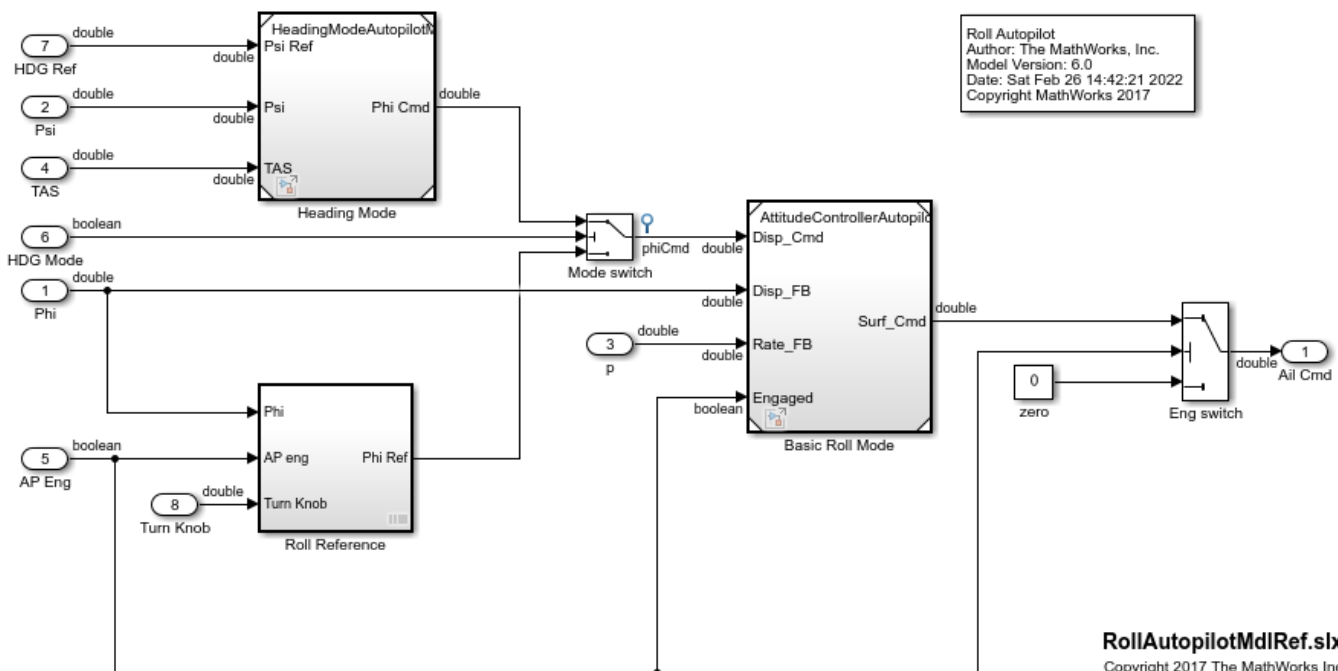 HeadingModeAutopilotM
7
double
double
Psi Ref
HDG Ref
2
double
double
Psi
Phi Cmd
double
Psi
4
double
double
TAS
TAS
Heading Mode
6
boolean
HDG Mode
Mode switch
phiCmd
1
double
Phi
AttitudeControllerAutopilo
double
Disp_Cmd
double
Disp_FB
3
double
p
double
Rate_FB
boolean
Engaged
Surf_Cmd
double
Basic Roll Mode
0
zero
Eng switch
double
1
Ail Cmd
Phi
5
boolean
AP Eng
AP eng
Phi Ref
8
double
Turn Knob
Turn Knob
Roll Reference
Roll Autopilot
Author: The MathWorks, Inc.
Model Version: 6.0
Date: Sat Feb 26 14:42:21 2022
Copyright MathWorks 2017
RollAutopilotMdlRef.slx
Copyright 2017 The MathWorks Inc